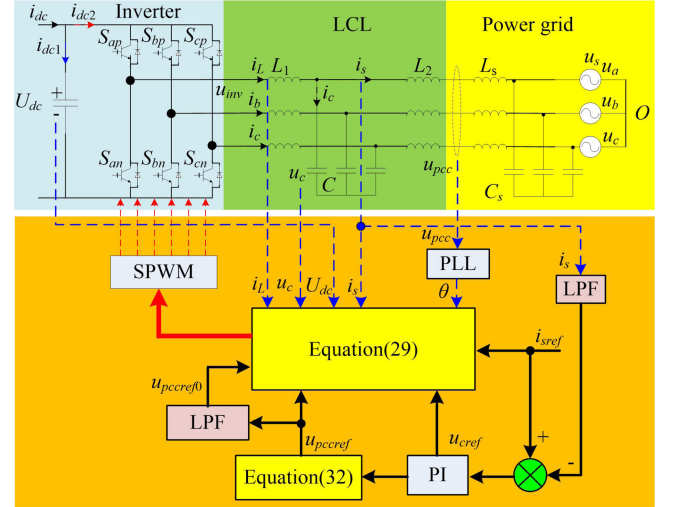 Inverter LCL Power grid
i_dc i_dc2 S_ap S_bp S_cp u_s u_a
i_dc1 i_L L_1 i_s L_2 L_s
U_dc + - u_inv i_b i_c u_b O
i_c u_c
S_an S_bn S_cn u_c C u_pcc C_s
u_pcc i_s
SPWM i_L u_c U_dc i_s PLL LPF
θ
Equation(29) i_sref
u_pccref0
LPF u_pccref u_cref + -
Equation(32) PI